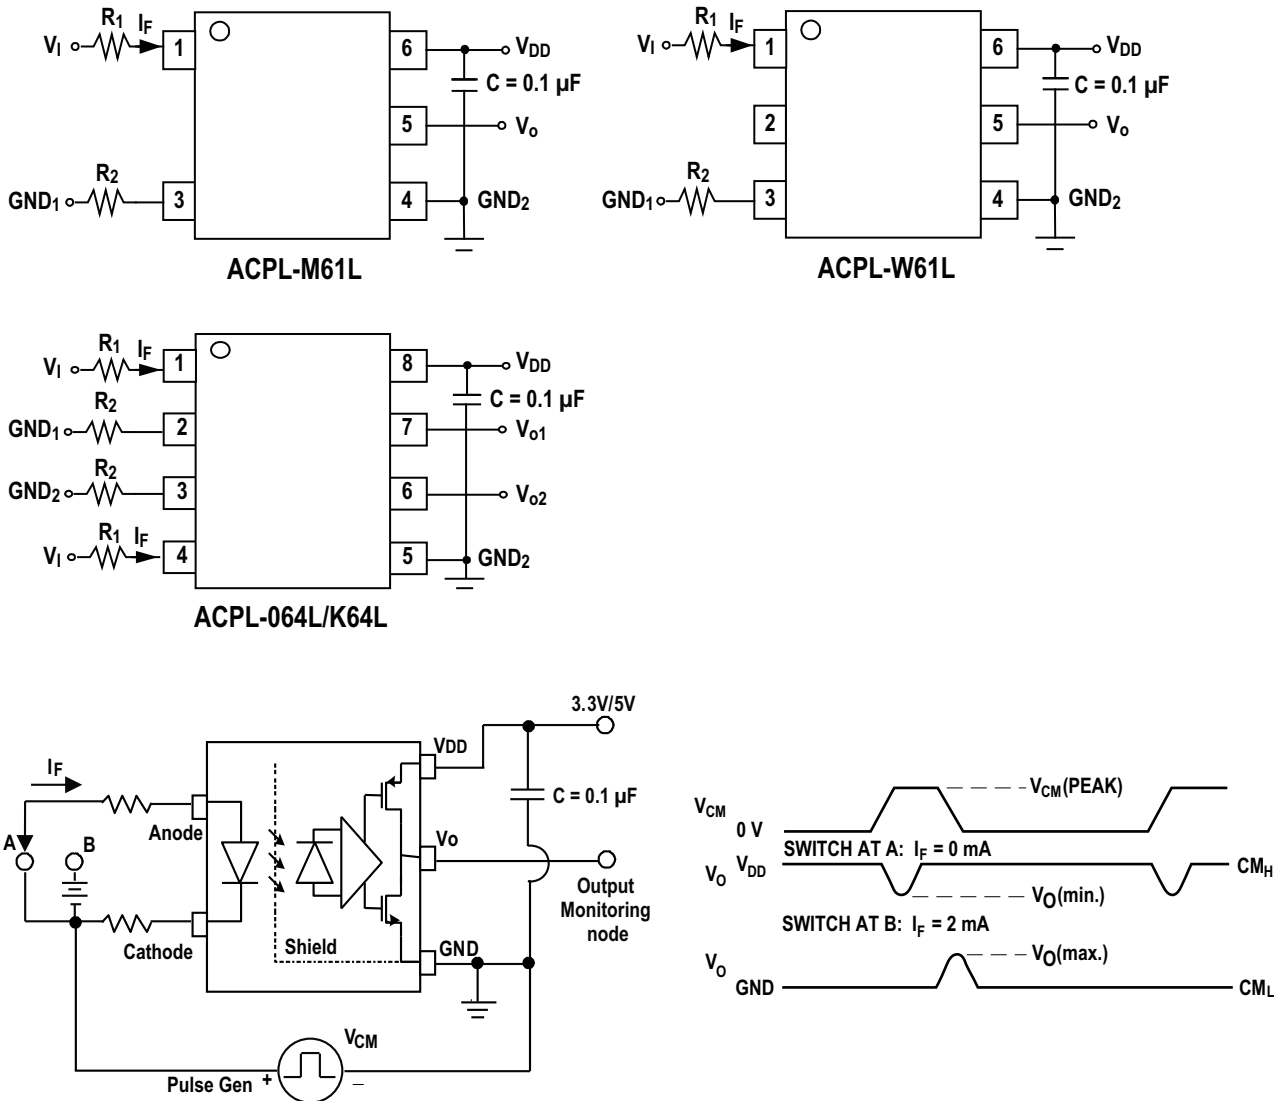 R1 IF
VI
1
6
VDD
C = 0.1 µF
5
Vo
R2
GND1
3
4
GND2
ACPL-M61L
R1 IF
VI
1
6
VDD
C = 0.1 µF
2
5
Vo
R2
GND1
3
4
GND2
ACPL-W61L
R1 IF
VI
1
8
VDD
C = 0.1 µF
R2
GND1
2
7
Vo1
R2
GND2
3
6
Vo2
R1 IF
VI
4
5
GND2
ACPL-064L/K64L
3.3V/5V
VDD
IF
C = 0.1 µF
Anode
A
B
Vo
Output
Monitoring
node
Cathode
Shield
GND
VCM
Pulse Gen + –
VCM(PEAK)
VCM
0 V
SWITCH AT A: IF = 0 mA
VO VDD
CMH
VO(min.)
SWITCH AT B: IF = 2 mA
VO(max.)
VO
GND
CML